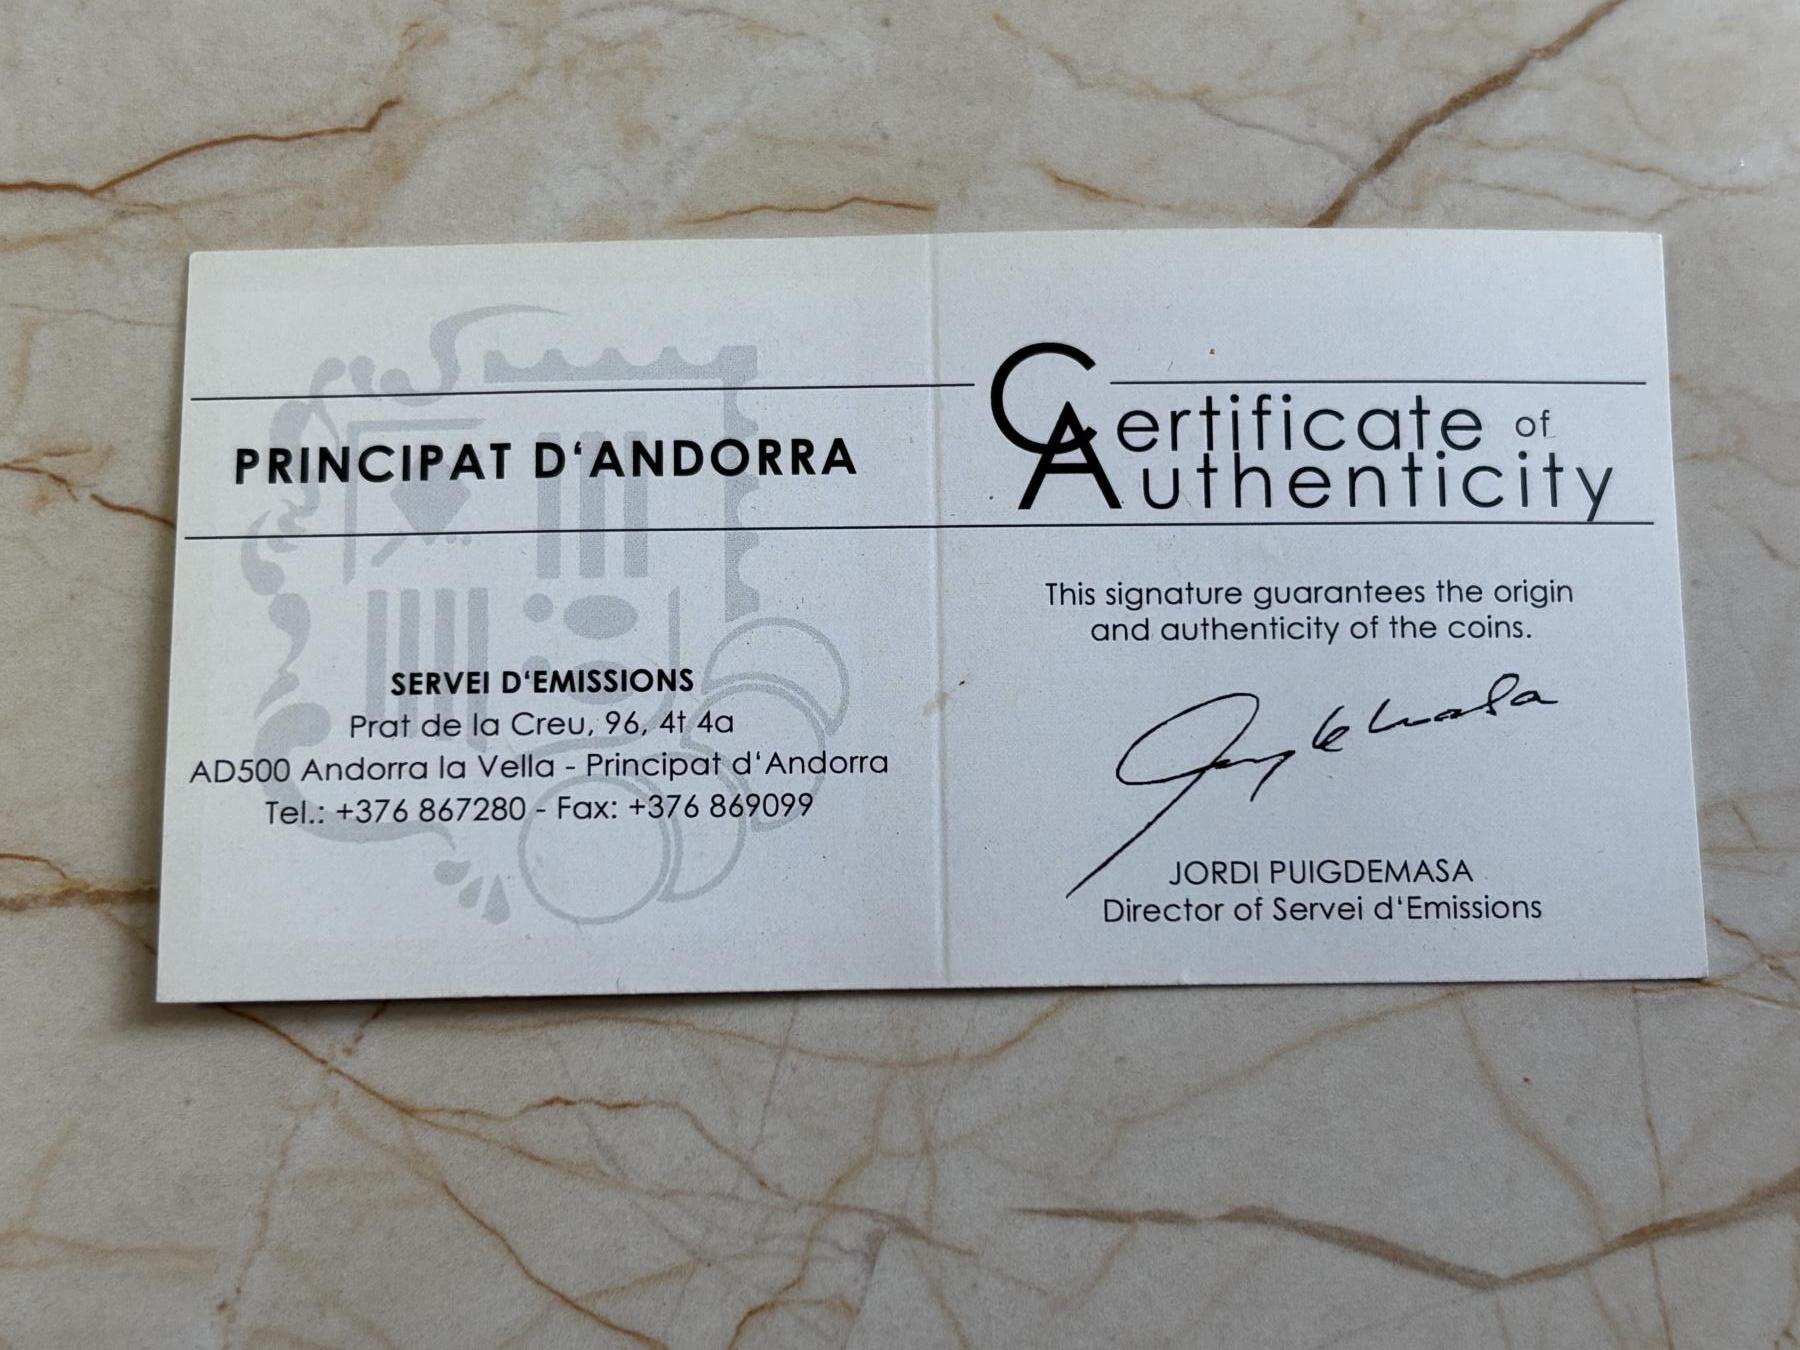 PRINCIPAT D‘ANDORRA
SERVEI D‘EMISSIONS
Prat de la Creu, 96, 4t 4a
AD500 Andorra la Vella - Principat d‘Andorra
Tel.: +376 867280 - Fax: +376 869099
Certificate of
Authenticity
This signature guarantees the origin
and authenticity of the coins.
JORDI PUIGDEMASA
Director of Servei d‘Emissions